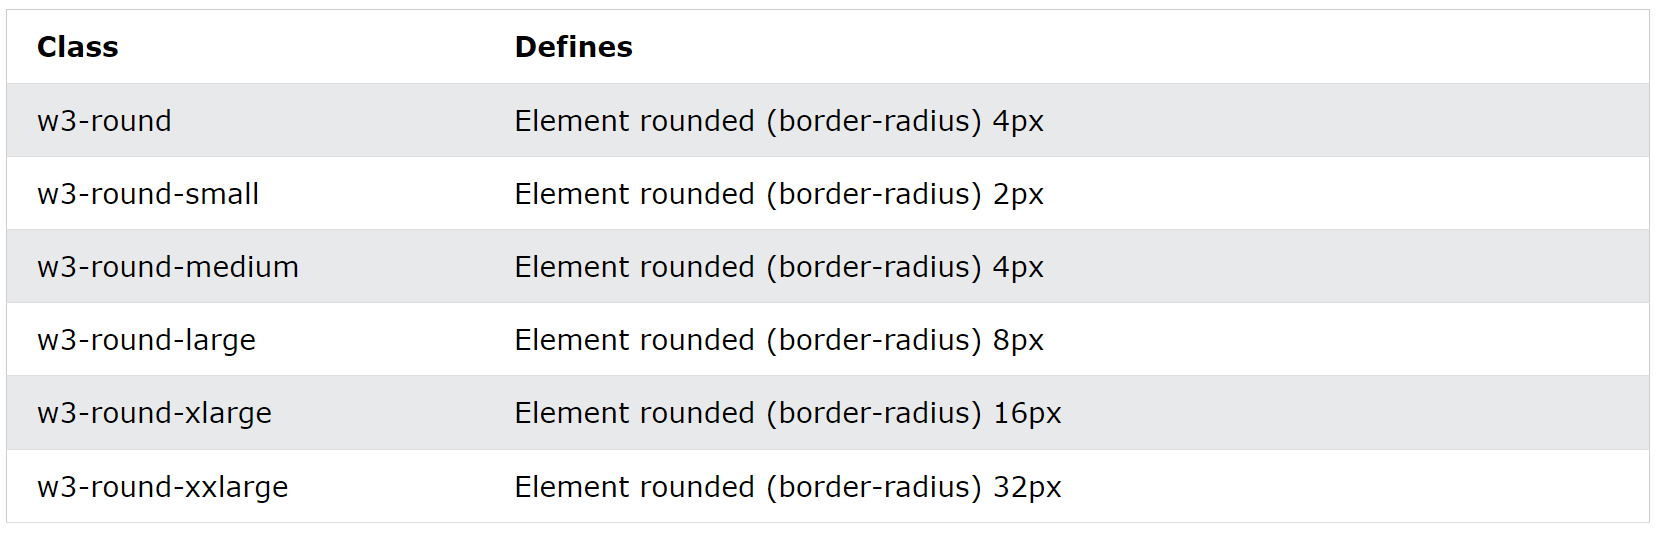 Class Defines
w3-round Element rounded (border-radius) 4px
w3-round-small Element rounded (border-radius) 2px
w3-round-medium Element rounded (border-radius) 4px
w3-round-large Element rounded (border-radius) 8px
w3-round-xlarge Element rounded (border-radius) 16px
w3-round-xxlarge Element rounded (border-radius) 32px